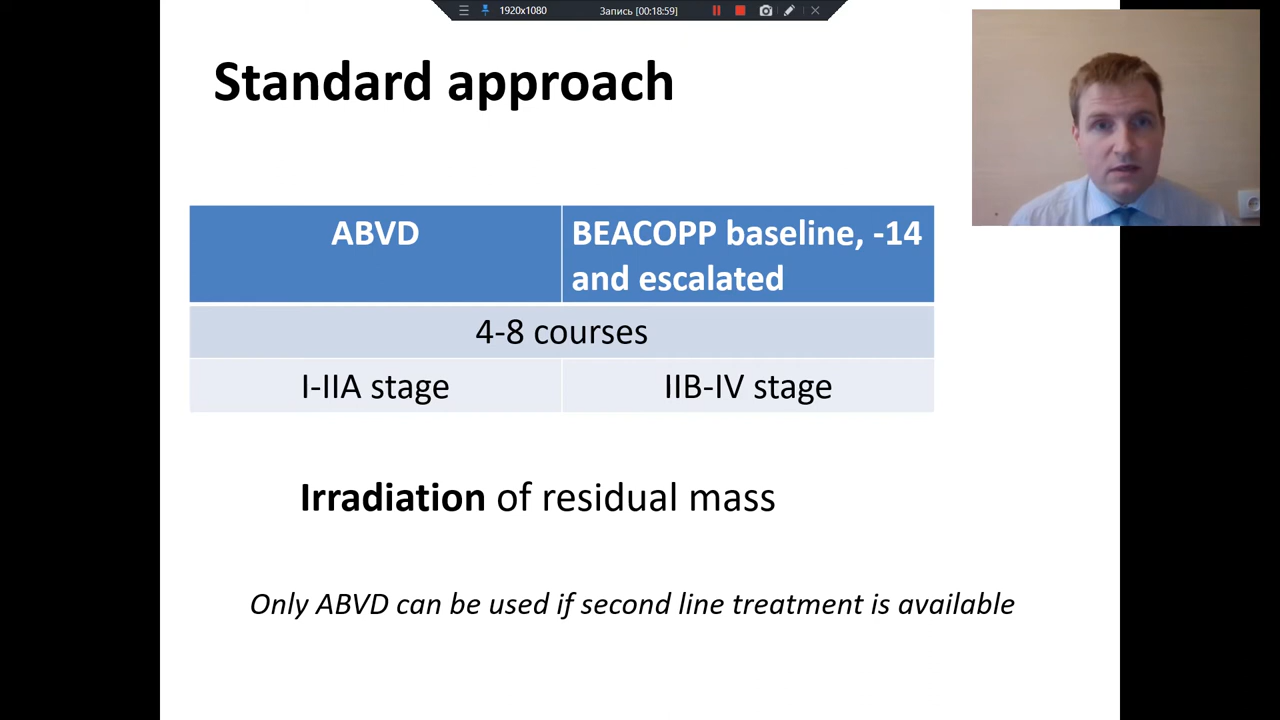 1920x1080 Запись [00:18:59]
Standard approach
ABVD
BEACOPP baseline, -14
and escalated
4-8 courses
I-IIA stage
IIB-IV stage
Irradiation of residual mass
Only ABVD can be used if second line treatment is available